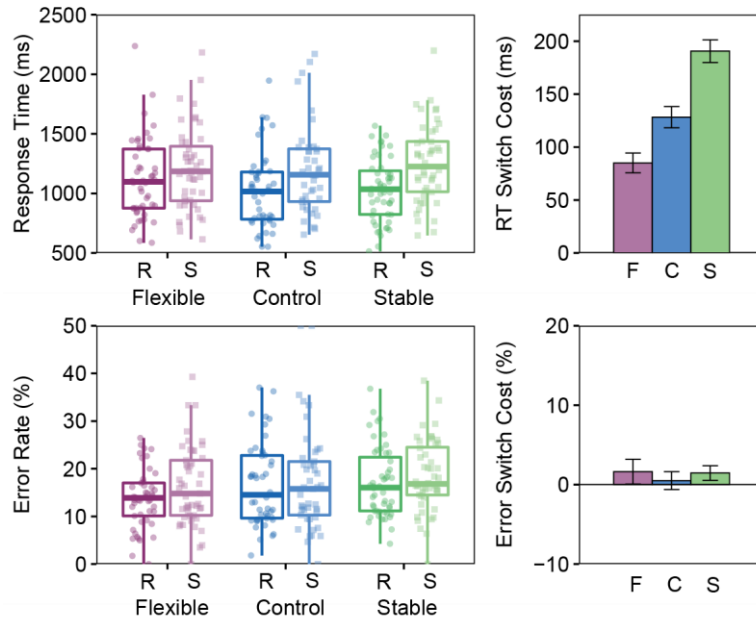 Response Time (ms)
2500
2000
1500
1000
500
R S R S R S
Flexible Control Stable
RT Switch Cost (ms)
200
150
100
50
0
F C S
Error Rate (%)
50
40
30
20
10
0
R S R S R S
Flexible Control Stable
Error Switch Cost (%)
20
10
0
−10
F C S